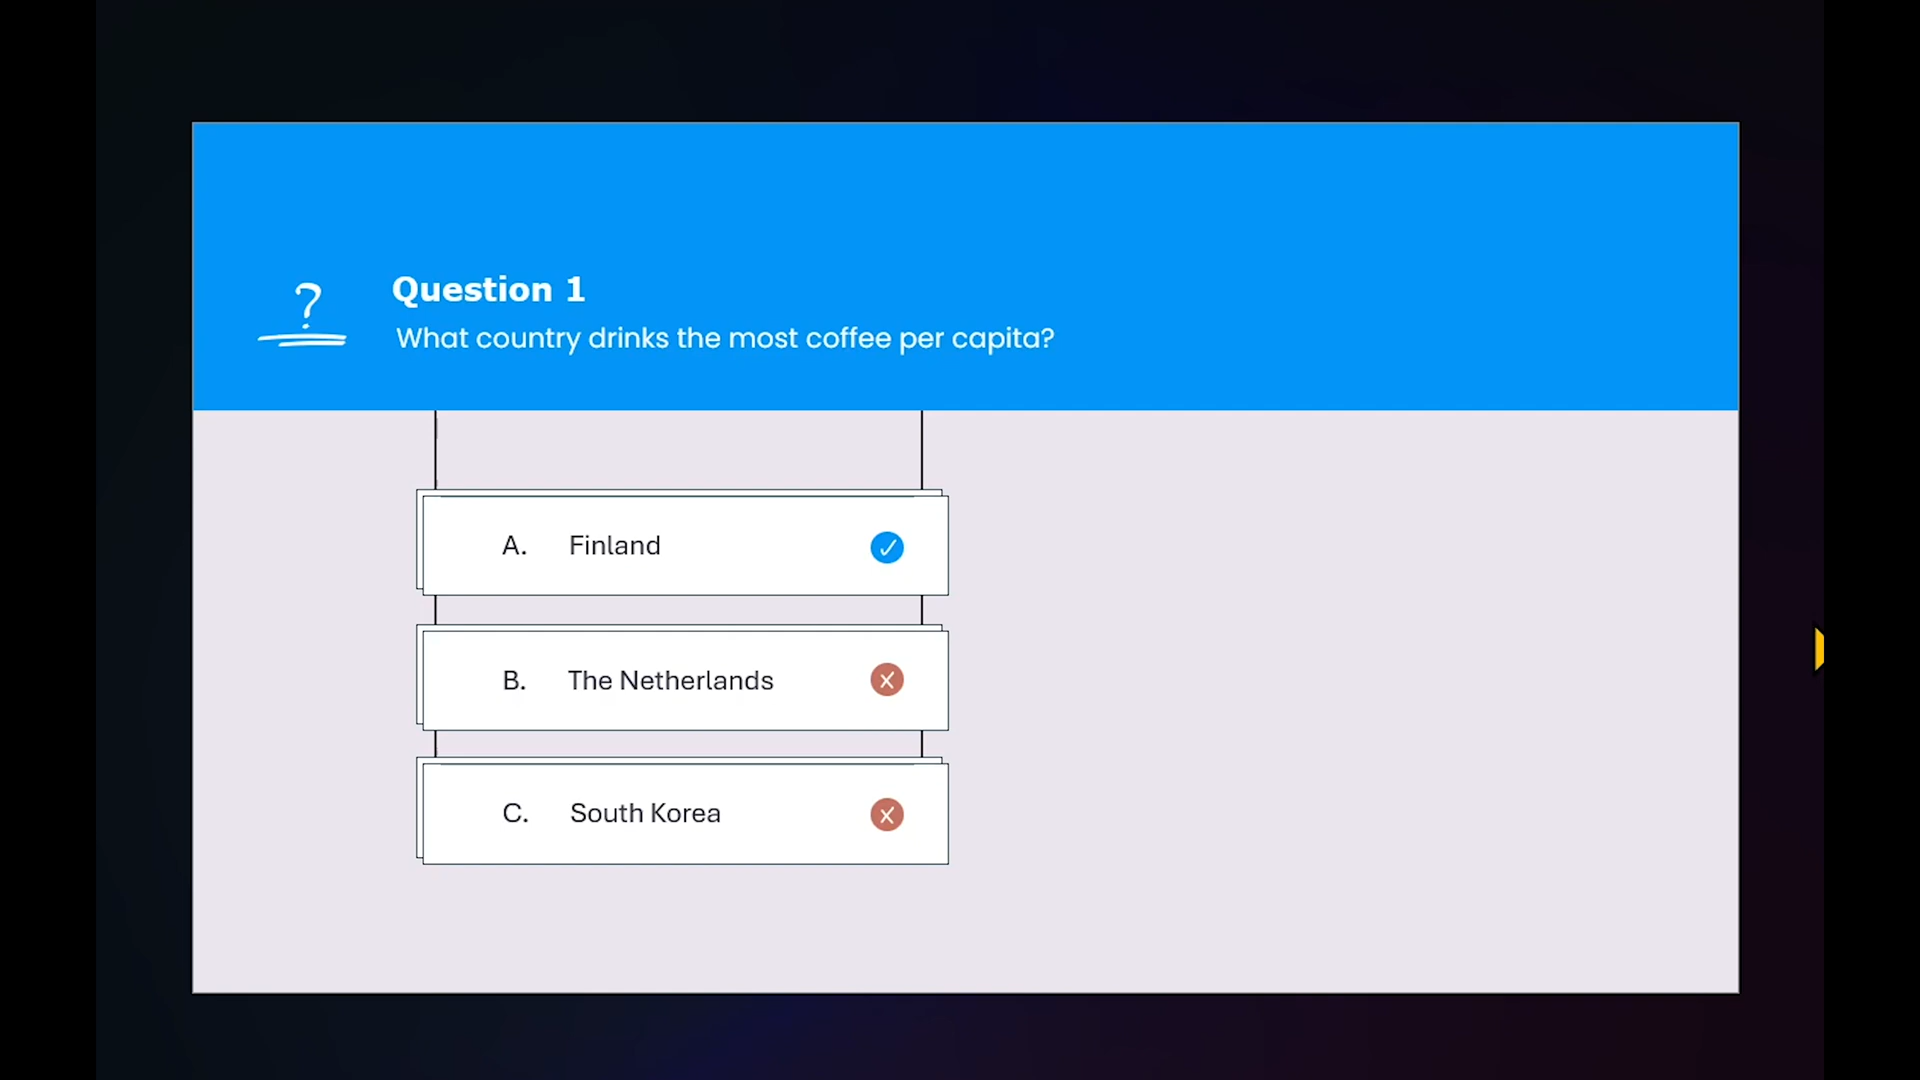 ?
Question 1
What country drinks the most coffee per capita?
A. Finland
B. The Netherlands
C. South Korea